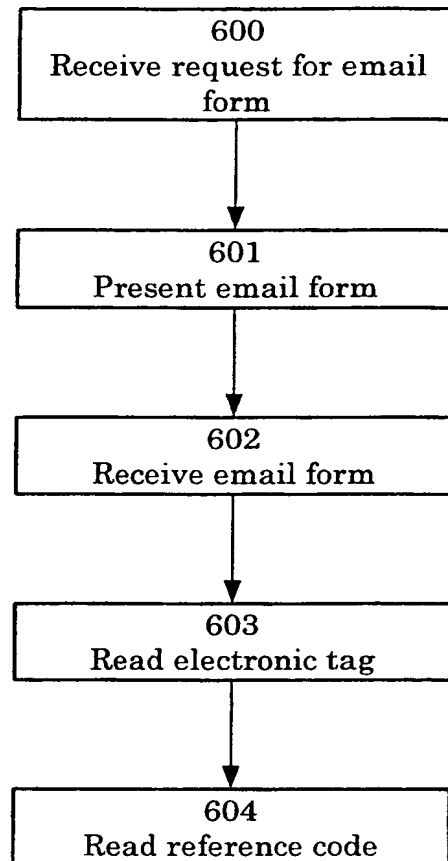 600
Receive request for email
form
601
Present email form
602
Receive email form
603
Read electronic tag
604
Read reference code